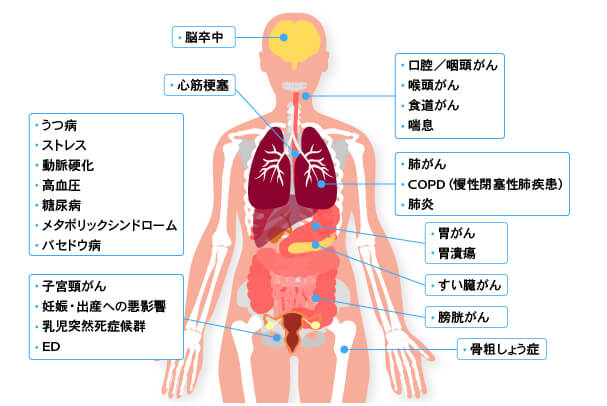 ・脳卒中
・心筋梗塞
・うつ病
・ストレス
・動脈硬化
・高血圧
・糖尿病
・メタボリックシンドローム
・バセドウ病
・子宮頸がん
・妊娠・出産への悪影響
・乳児突然死症候群
・ED
・口腔／咽頭がん
・喉頭がん
・食道がん
・喘息
・肺がん
・COPD（慢性閉塞性肺疾患）
・肺炎
・胃がん
・胃潰瘍
・すい臓がん
・膀胱がん
・骨粗しょう症